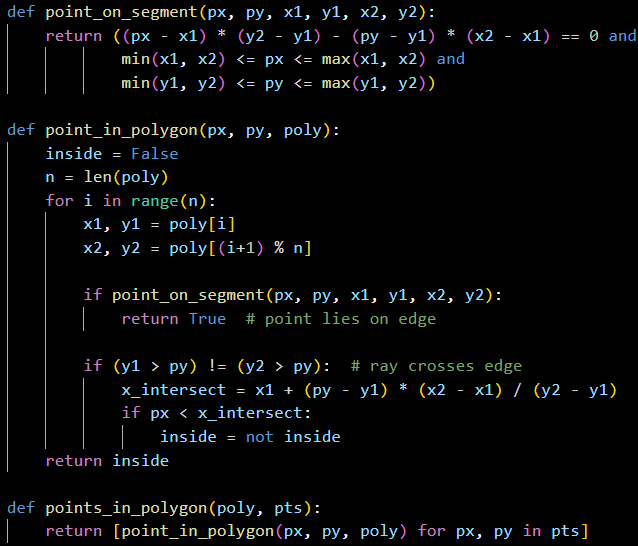 def point_on_segment(px, py, x1, y1, x2, y2):
    return ((px - x1) * (y2 - y1) - (py - y1) * (x2 - x1) == 0 and
            min(x1, x2) <= px <= max(x1, x2) and
            min(y1, y2) <= py <= max(y1, y2))

def point_in_polygon(px, py, poly):
    inside = False
    n = len(poly)
    for i in range(n):
        x1, y1 = poly[i]
        x2, y2 = poly[(i+1) % n]

        if point_on_segment(px, py, x1, y1, x2, y2):
            return True  # point lies on edge

        if (y1 > py) != (y2 > py):  # ray crosses edge
            x_intersect = x1 + (py - y1) * (x2 - x1) / (y2 - y1)
            if px < x_intersect:
                inside = not inside
    return inside

def points_in_polygon(poly, pts):
    return [point_in_polygon(px, py, poly) for px, py in pts]